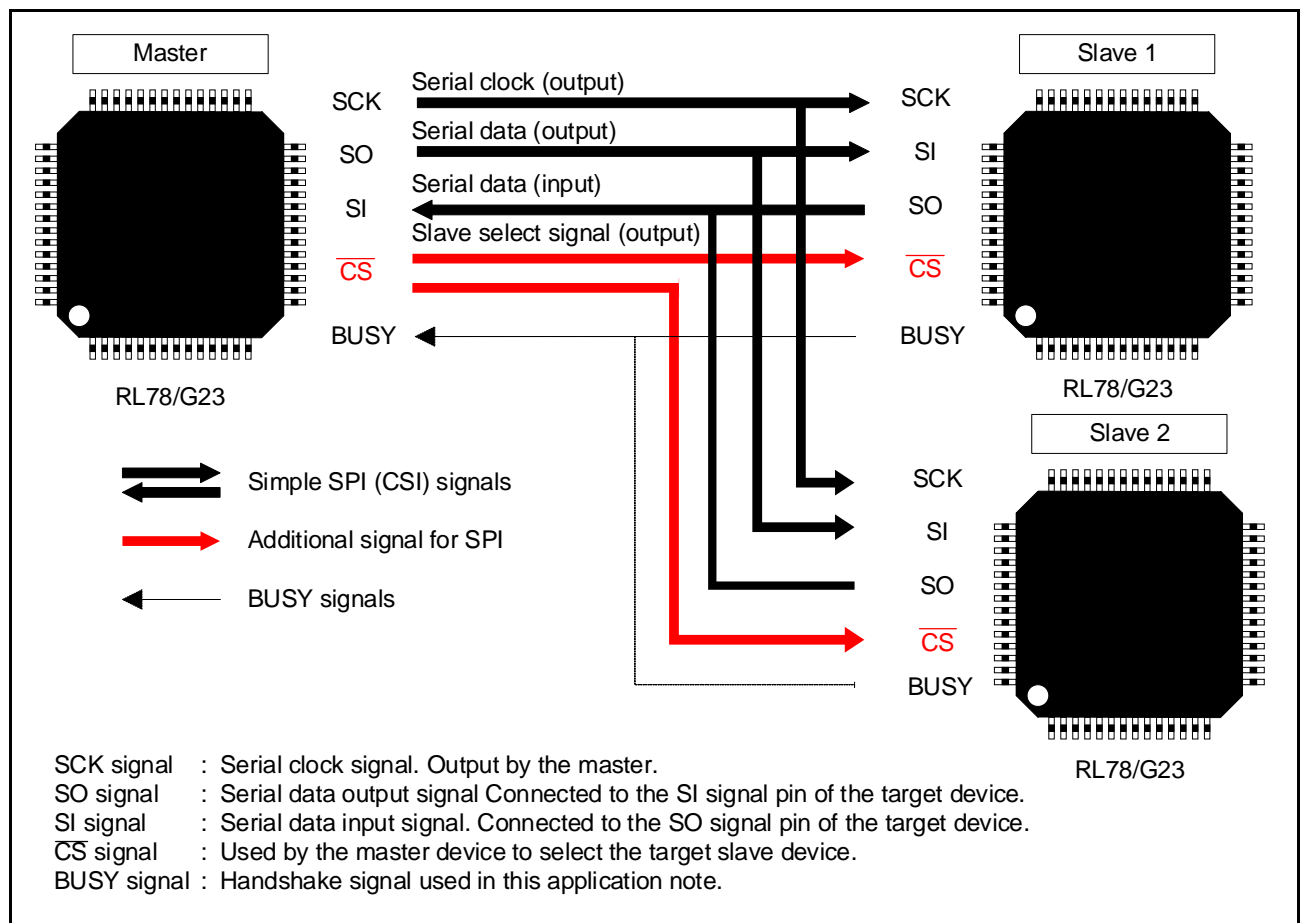 Master
Slave 1
SCK
Serial clock (output)
SCK
SO
Serial data (output)
SI
SI
Serial data (input)
SO
Slave select signal (output)
C̅S̅
C̅S̅
BUSY
BUSY
RL78/G23
RL78/G23
Slave 2
Simple SPI (CSI) signals
SCK
Additional signal for SPI
SI
BUSY signals
SO
C̅S̅
BUSY
RL78/G23
SCK signal : Serial clock signal. Output by the master.
SO signal : Serial data output signal Connected to the SI signal pin of the target device.
SI signal : Serial data input signal. Connected to the SO signal pin of the target device.
C̅S̅ signal : Used by the master device to select the target slave device.
BUSY signal : Handshake signal used in this application note.